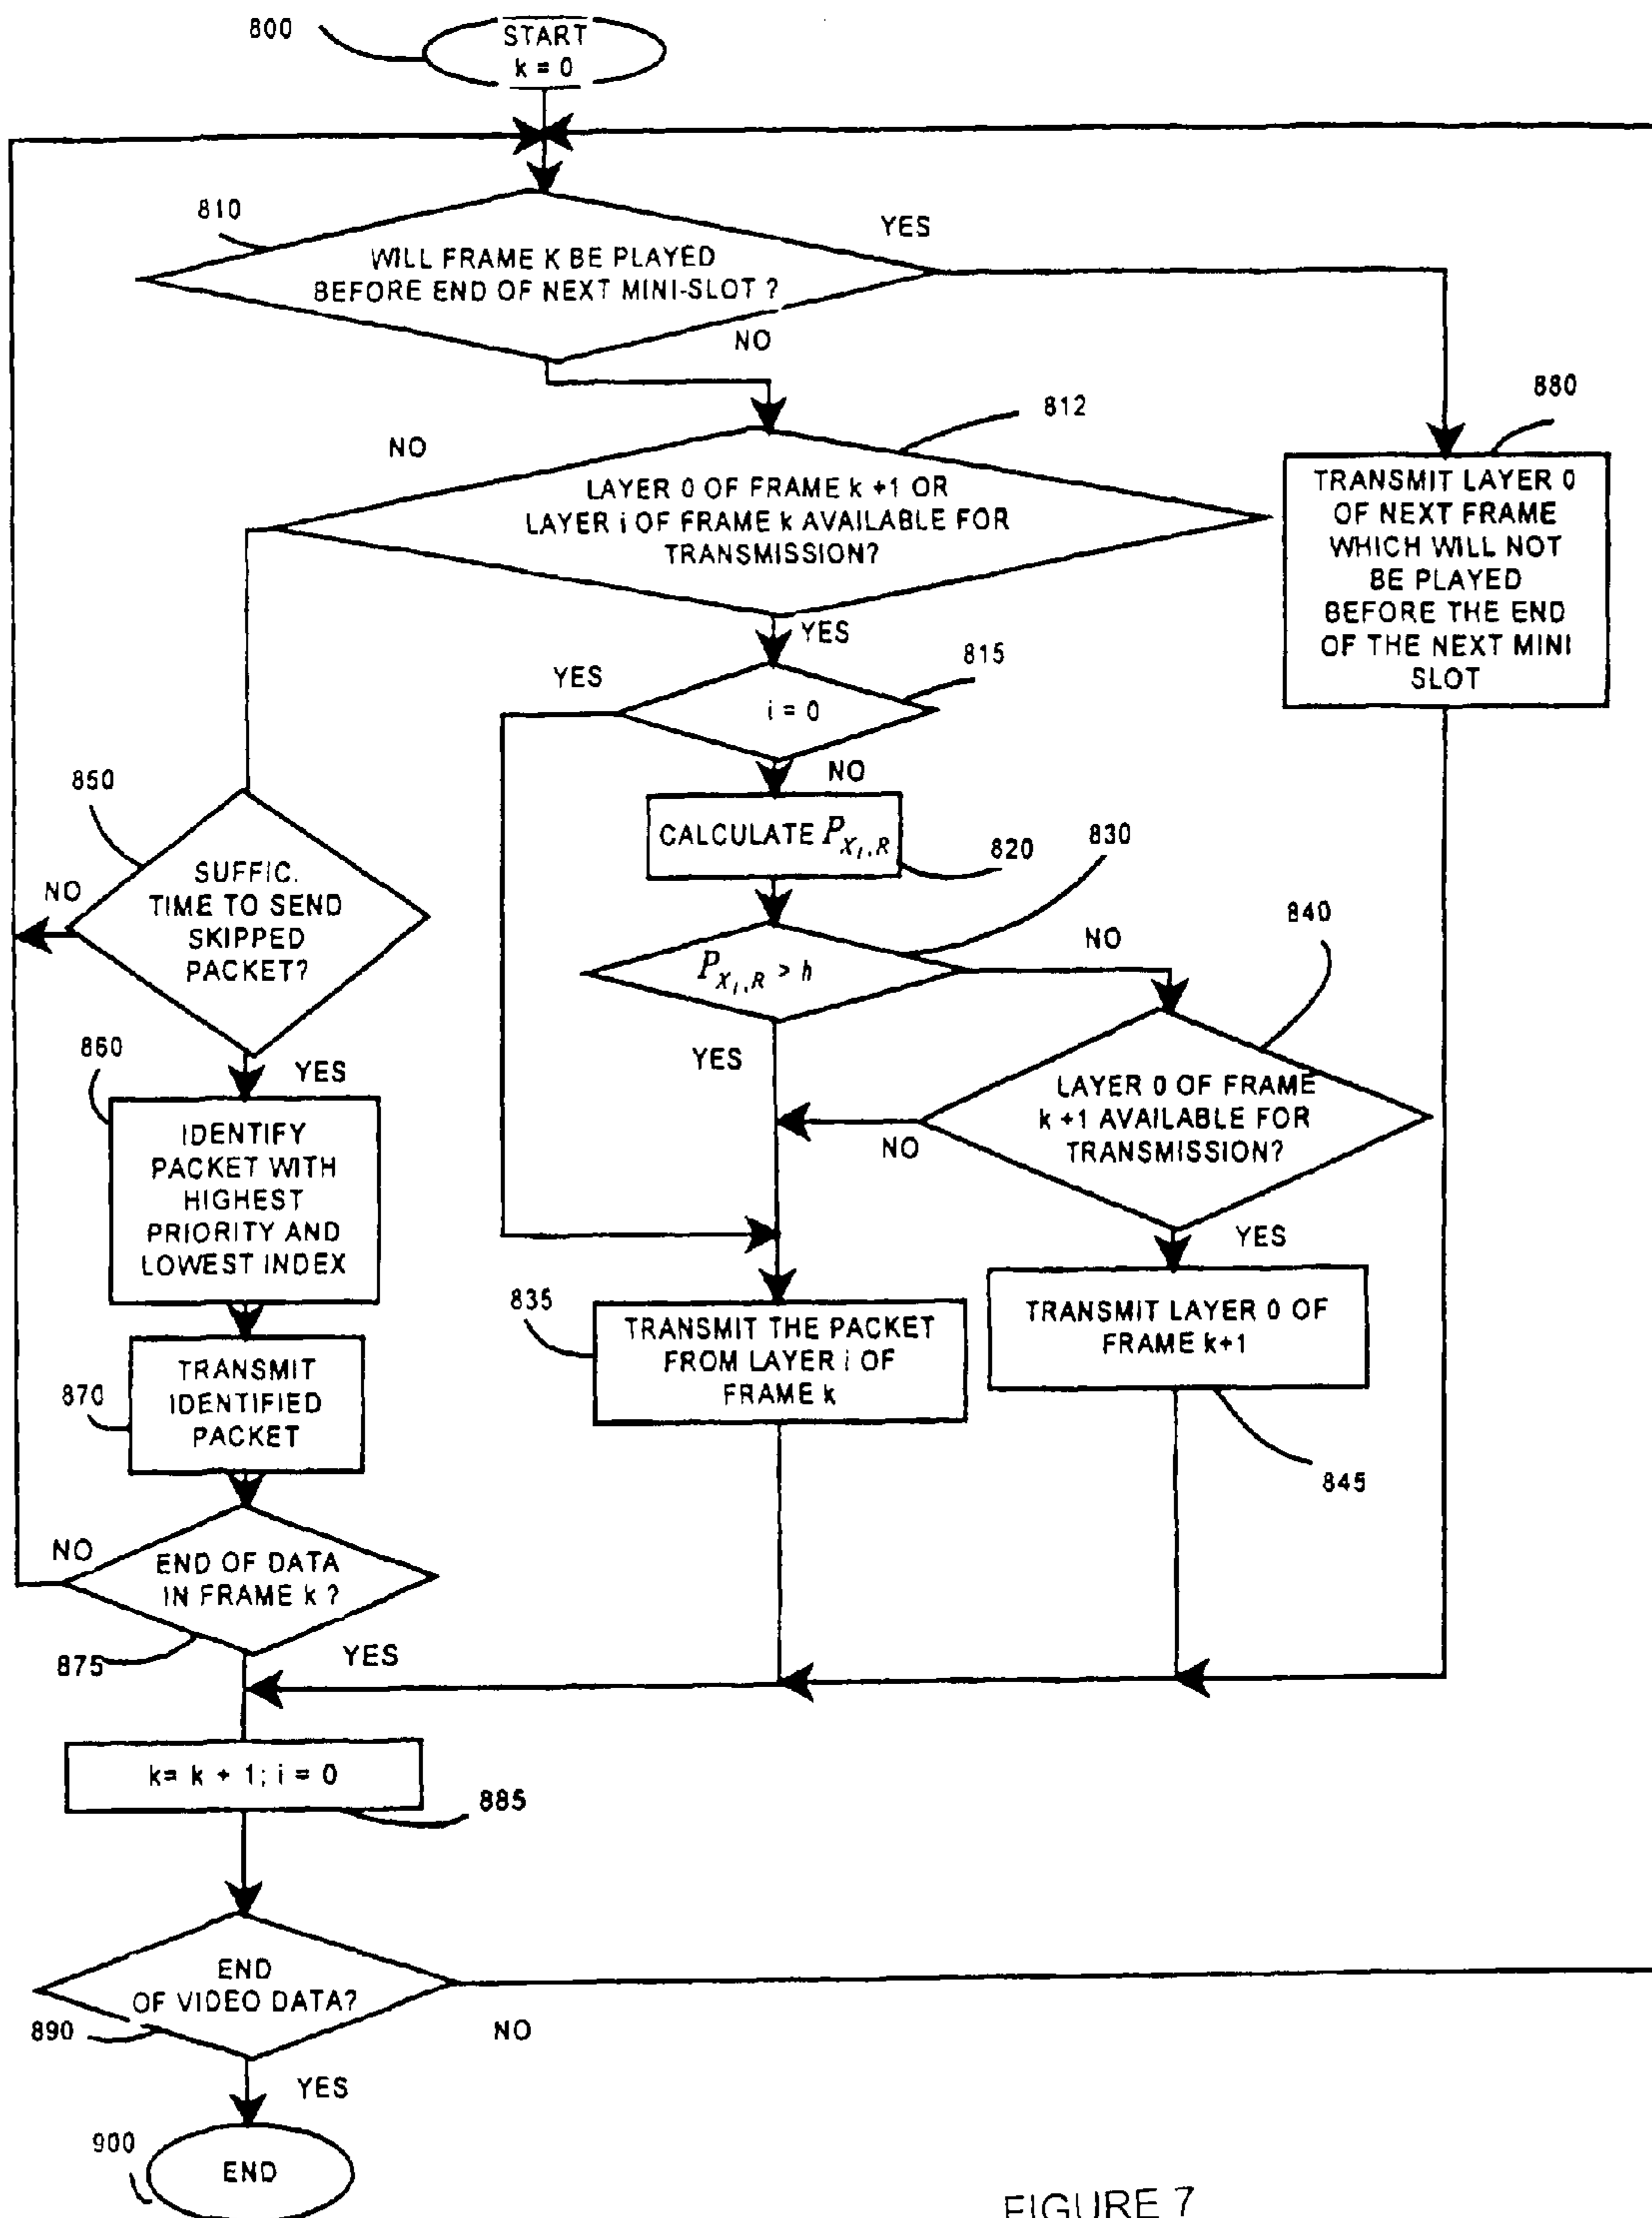 800
START
k = 0
810
YES
WILL FRAME K BE PLAYED
BEFORE END OF NEXT MINI-SLOT ?
NO
880
812
NO
LAYER 0 OF FRAME k +1 OR
LAYER i OF FRAME k AVAILABLE FOR
TRANSMISSION?
TRANSMIT LAYER 0
OF NEXT FRAME
WHICH WILL NOT
BE PLAYED
BEFORE THE END
OF THE NEXT MINI
SLOT
YES
815
YES
i = 0
NO
850
CALCULATE P_{X_i,R}
820
830
SUFFIC.
TIME TO SEND
SKIPPED
PACKET?
NO
840
NO
P_{X_i,R} > h
860
YES
YES
LAYER 0 OF FRAME
k +1 AVAILABLE FOR
TRANSMISSION?
NO
IDENTIFY
PACKET WITH
HIGHEST
PRIORITY AND
LOWEST INDEX
YES
835
TRANSMIT THE PACKET
FROM LAYER i OF
FRAME k
TRANSMIT LAYER 0 OF
FRAME k+1
870
TRANSMIT
IDENTIFIED
PACKET
845
NO
END OF DATA
IN FRAME k ?
875
YES
k= k + 1; i = 0
885
END
OF VIDEO DATA?
890
NO
YES
900
END
FIGURE 7